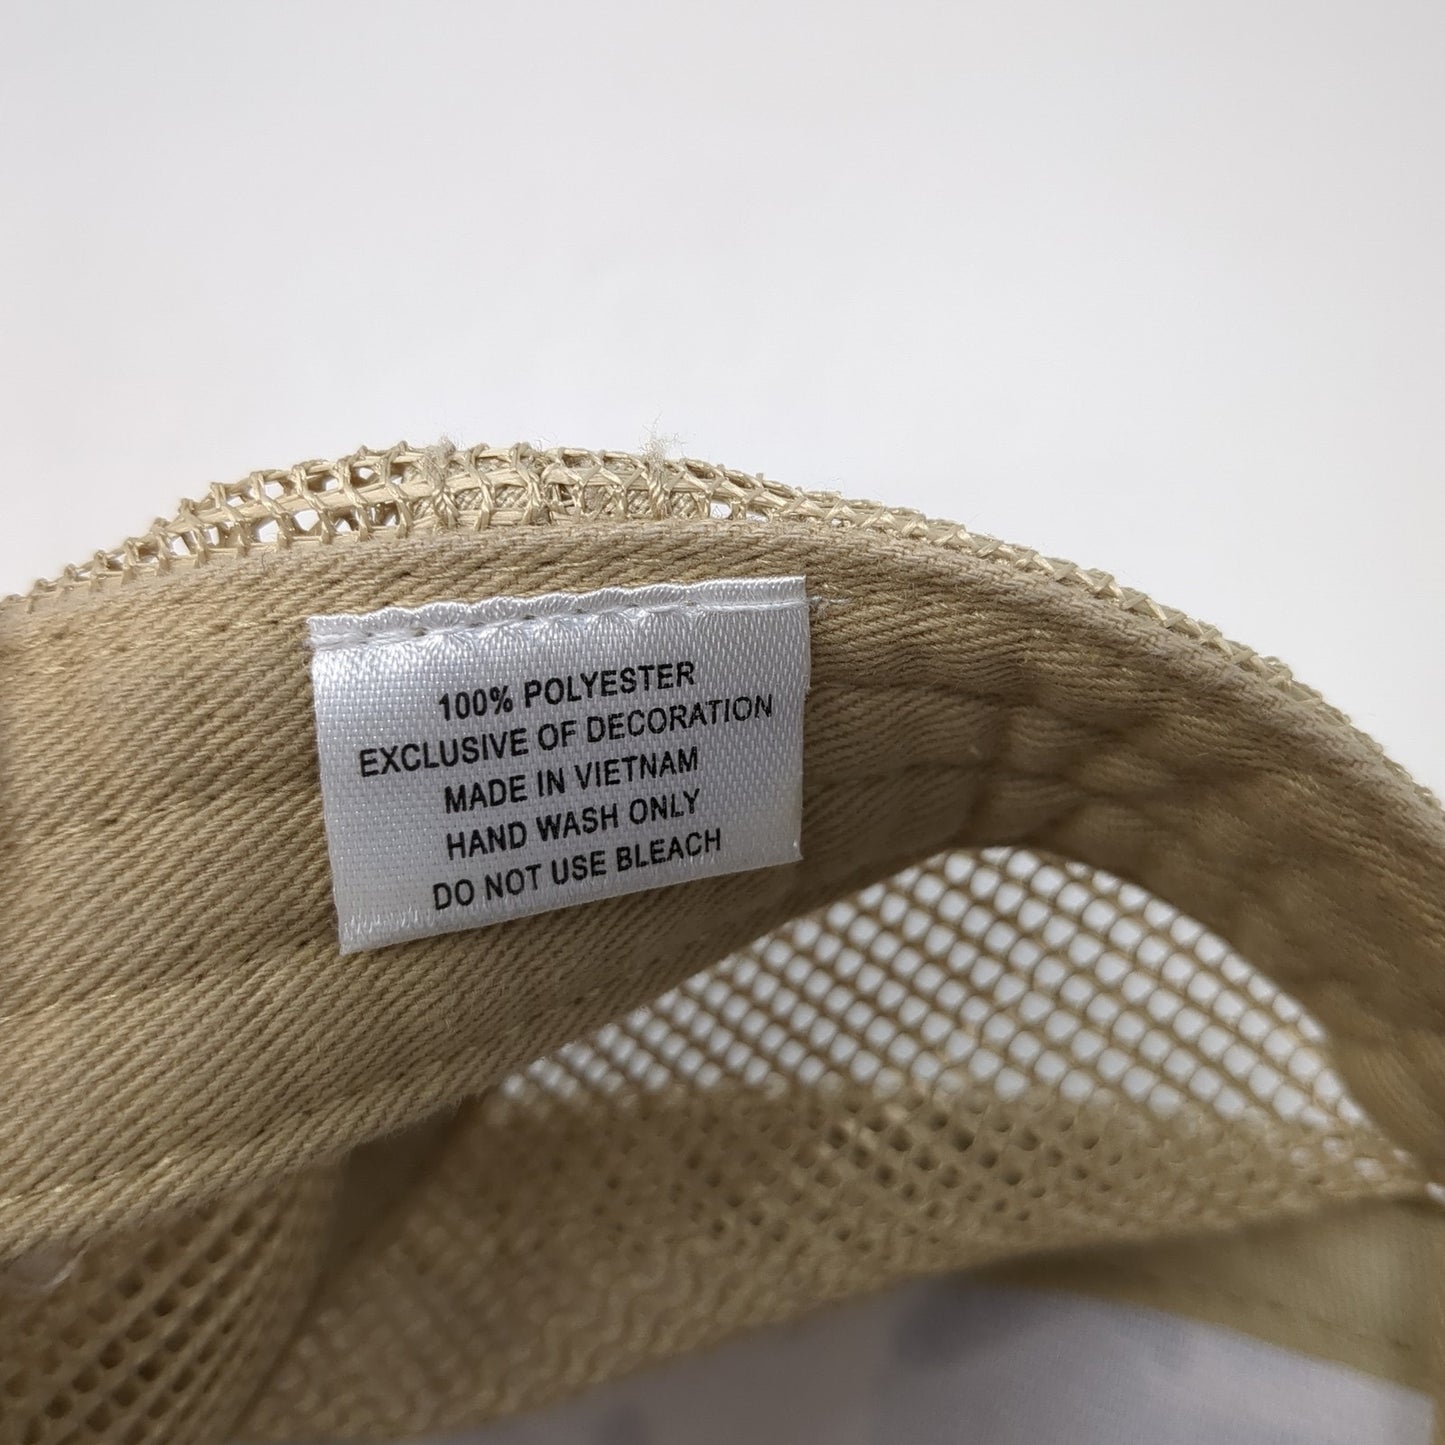 100% POLYESTER
EXCLUSIVE OF DECORATION
MADE IN VIETNAM
HAND WASH ONLY
DO NOT USE BLEACH